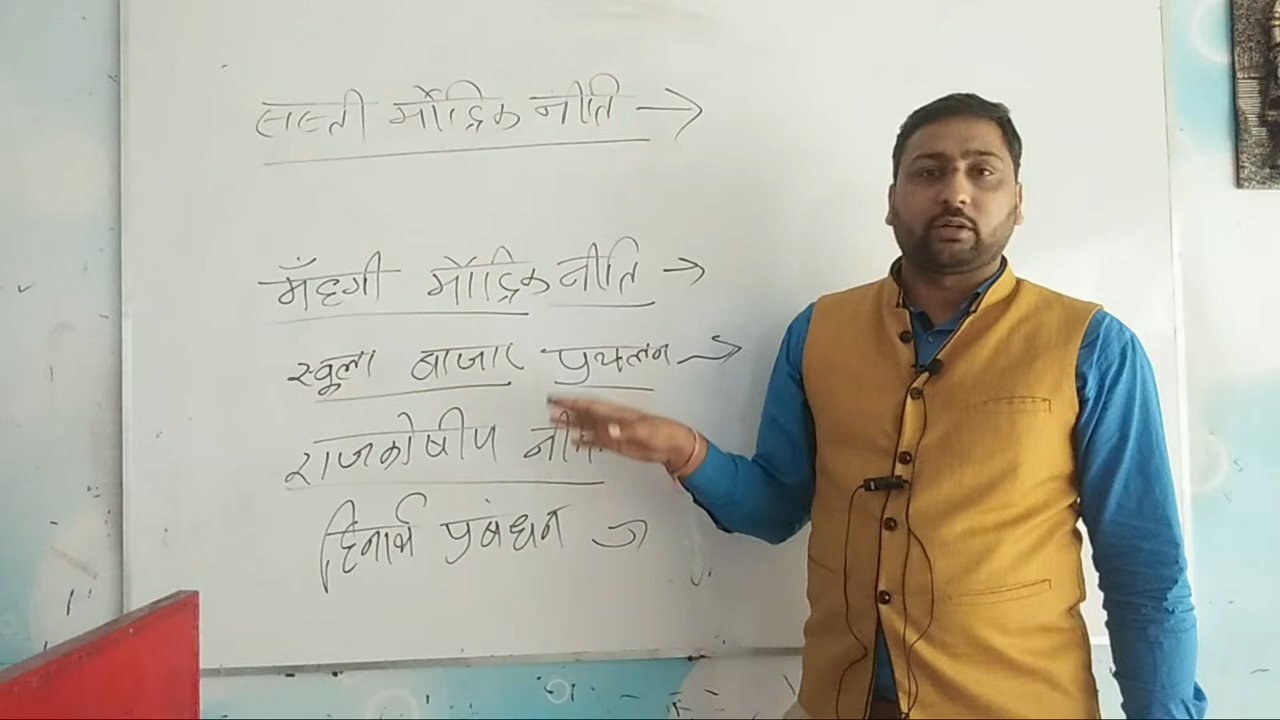 सस्ती मौद्रिक नीति →
मँहगी मौद्रिक नीति →
खुला बाजार प्रचलन →
राजकोषीय
हिनार्थ प्रबंधन